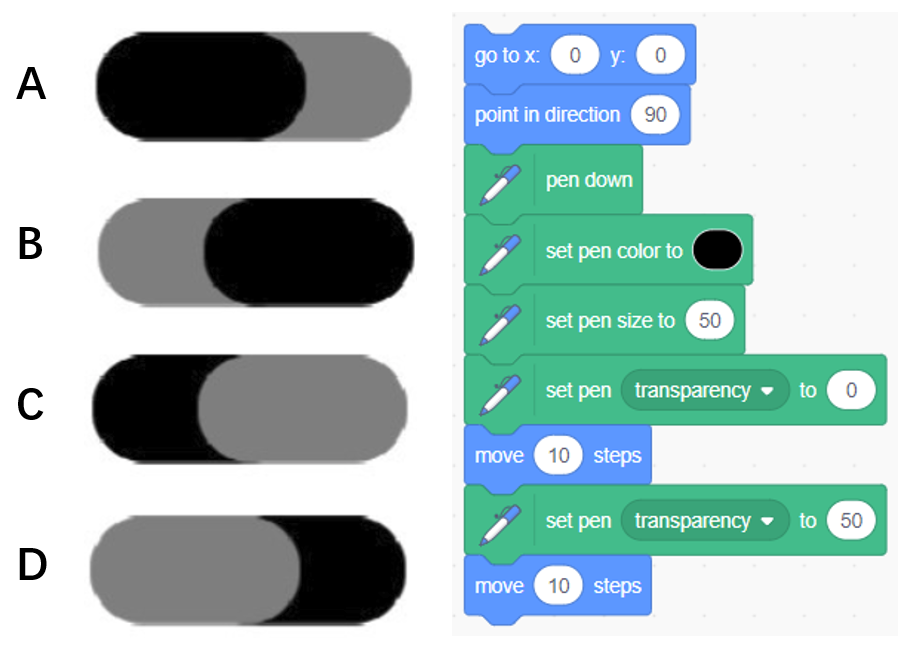 A
B
C
D
go to x: 0 y: 0
point in direction 90
pen down
set pen color to
set pen size to 50
set pen transparency to 0
move 10 steps
set pen transparency to 50
move 10 steps